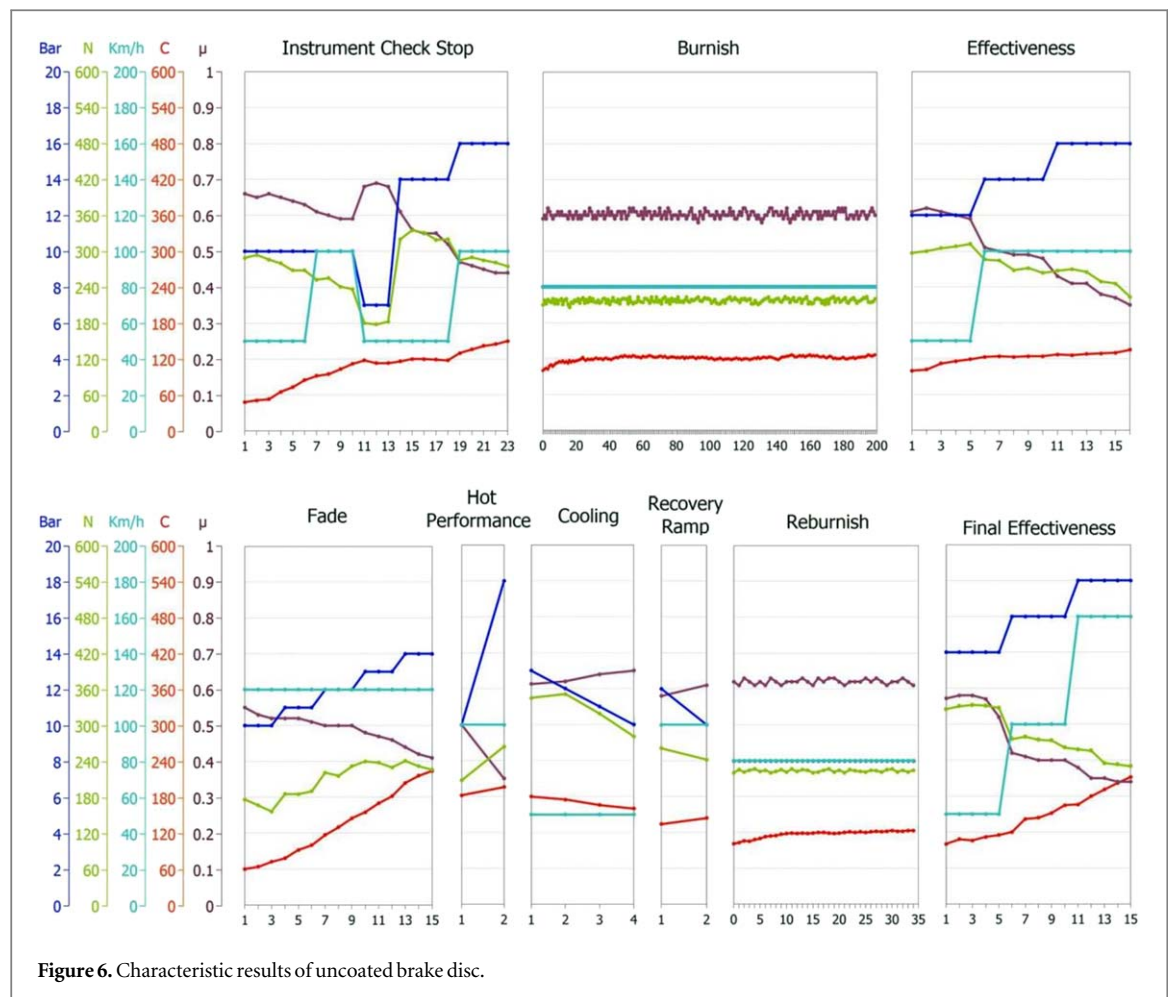 Bar N Km/h C μ Instrument Check Stop Burnish Effectiveness
20 600 200 600 1
18 540 180 540 0.9
16 480 160 480 0.8
14 420 140 420 0.7
12 360 120 360 0.6
10 300 100 300 0.5
8 240 80 240 0.4
6 180 60 180 0.3
4 120 40 120 0.2
2 60 20 60 0.1
0 0 0 0 0
1 3 5 7 9 11 13 15 17 19 21 23 0 20 40 60 80 100 120 140 160 180 200 1 3 5 7 9 11 13 15
Hot
Performance
Recovery
Ramp
Bar N Km/h C μ Fade Cooling Reburnish Final Effectiveness
20 600 200 600 1
18 540 180 540 0.9
16 480 160 480 0.8
14 420 140 420 0.7
12 360 120 360 0.6
10 300 100 300 0.5
8 240 80 240 0.4
6 180 60 180 0.3
4 120 40 120 0.2
2 60 20 60 0.1
0 0 0 0 0
1 3 5 7 9 11 13 15 1 2 1 2 3 4 1 2 0 5 10 15 20 25 30 35 1 3 5 7 9 11 13 15
Figure 6. Characteristic results of uncoated brake disc.